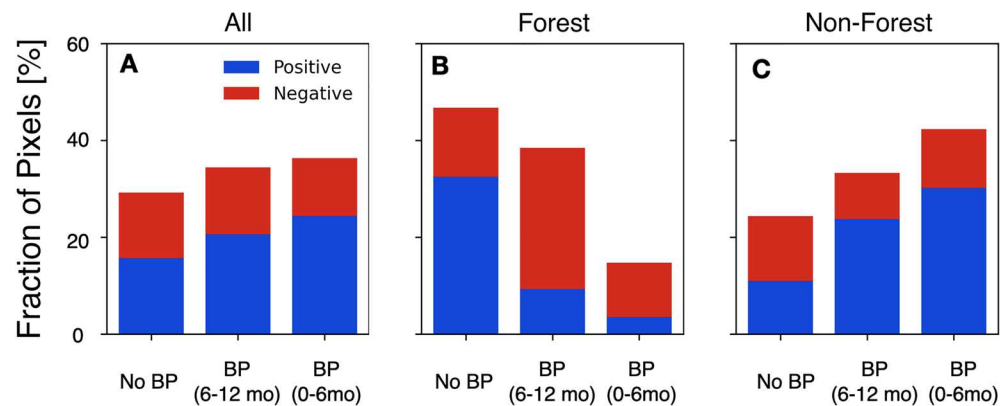 All
Forest
Non-Forest
Fraction of Pixels [%]
60
40
20
0
A
Positive
Negative
B
C
No BP
BP
(6-12 mo)
BP
(0-6mo)
No BP
BP
(6-12 mo)
BP
(0-6mo)
No BP
BP
(6-12 mo)
BP
(0-6mo)